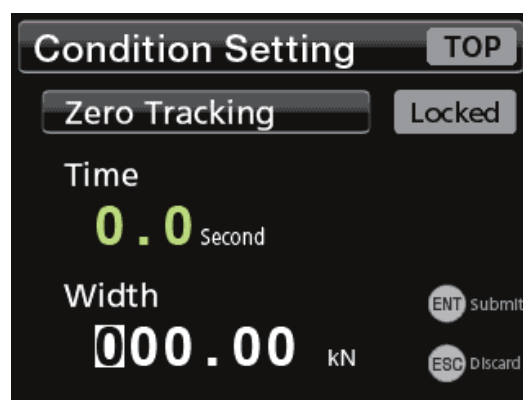 Condition Setting TOP
Zero Tracking Locked
Time
0.0 Second
Width
ENT Submit
000.00 kN
ESC Discard